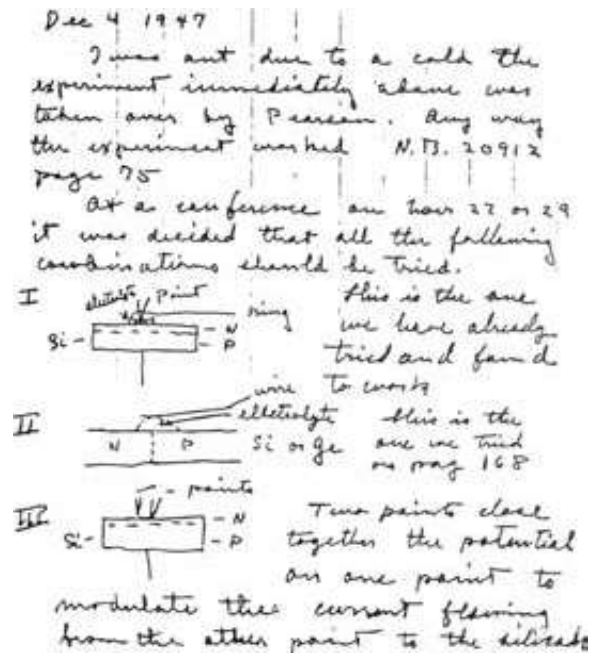 Dec 4 1947
I was out due to a cold the
experiment immediately above was
taken over by Pearson. Any way
the experiment worked N.B. 20912
page 75
At a conference on Nov 27 or 29
it was decided that all the following
combinations should be tried.
I electrolyte Point ring N Si P
This is the one
we have already
tried and found
to work
II wire electrolyte N P Si or Ge
This is the
one we tried
on page 168
III points N Si P
Two points close
together the potential
on one point to
modulate the current flowing
from the other point to the silicon